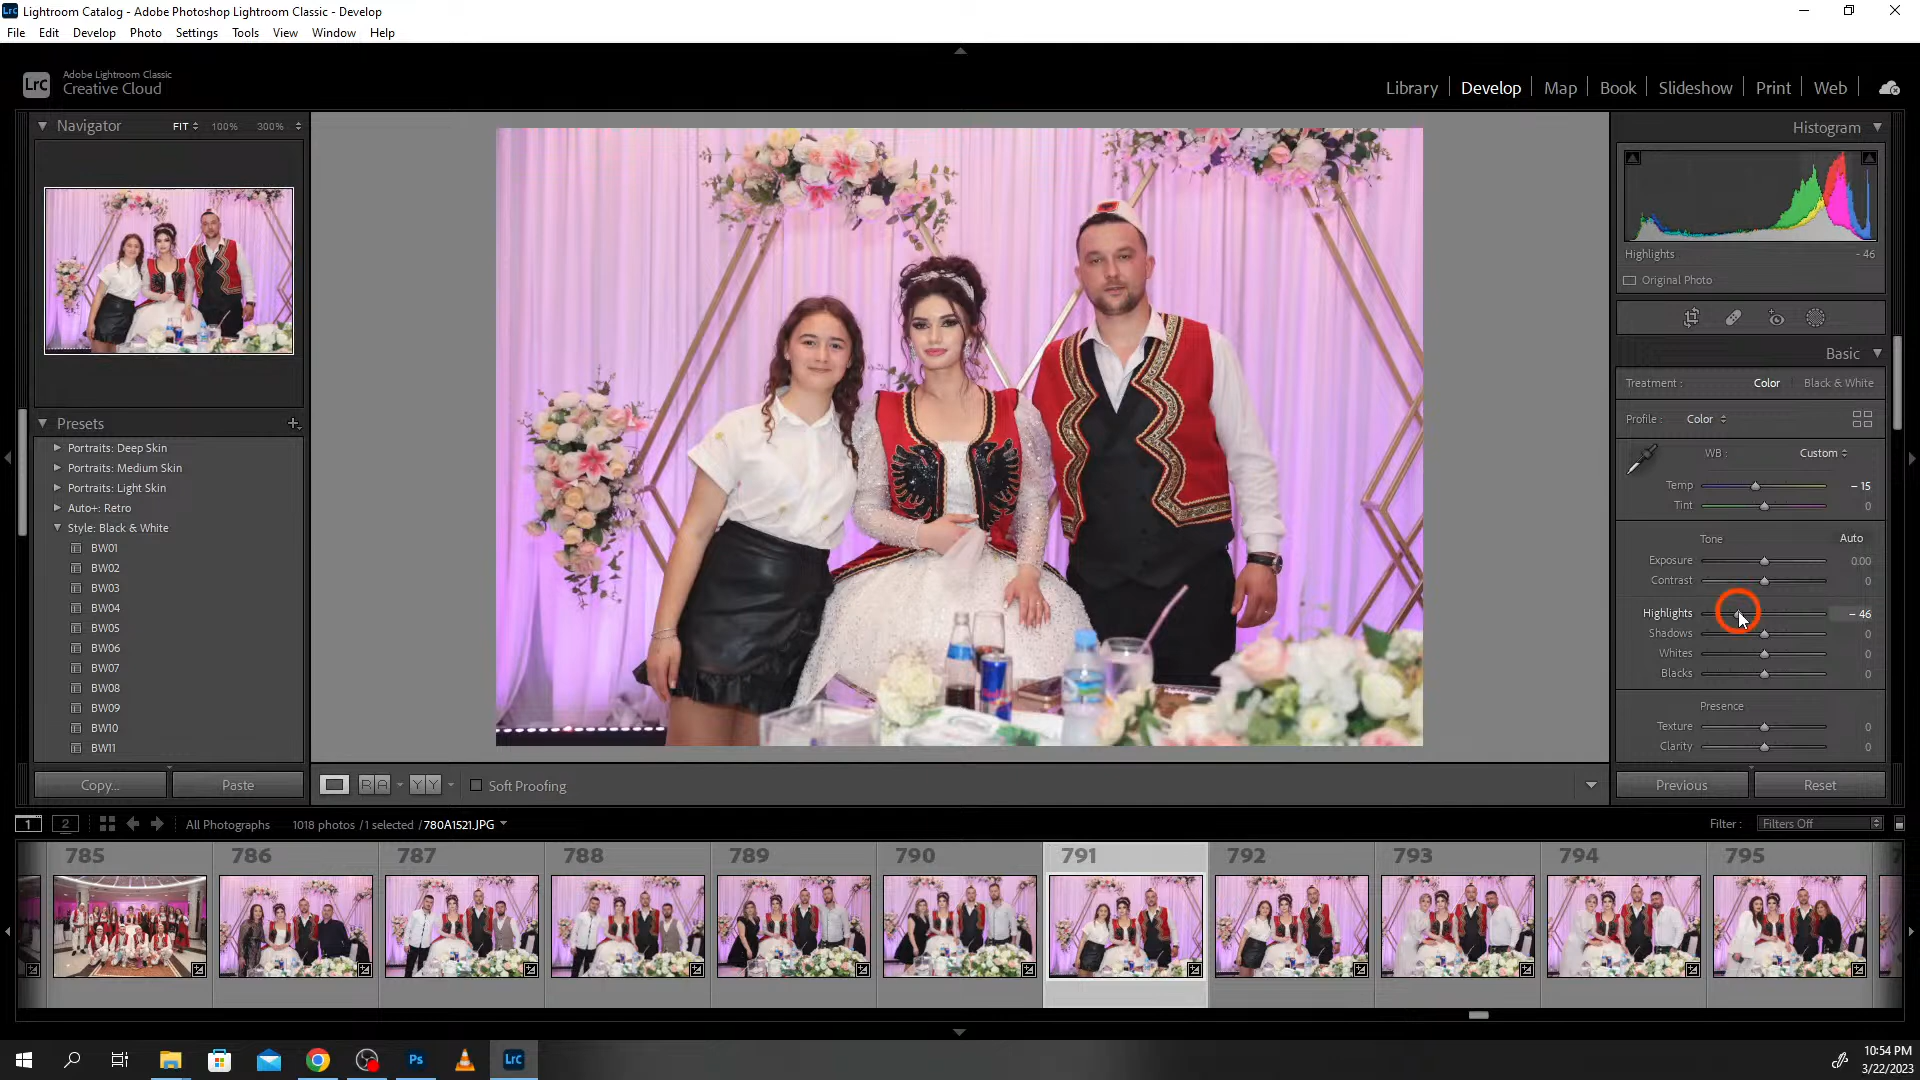 Lightroom Catalog - Adobe Photoshop Lightroom Classic - Develop
File Edit Develop Photo Settings Tools View Window Help
Lrc
Adobe Lightroom Classic
Creative Cloud
Library Develop Map Book Slideshow Print Web
Navigator FIT 100% 300%
Presets
Portraits: Deep Skin
Portraits: Medium Skin
Portraits: Light Skin
Auto+: Retro
Style: Black & White
BW01
BW02
BW03
BW04
BW05
BW06
BW07
BW08
BW09
BW10
BW11
Copy... Paste
Histogram
Highlights - 46
Original Photo
Basic
Treatment : Color Black & White
Profile : Color
WB : Custom
Temp - 15
Tint 0
Tone Auto
Exposure 0.00
Contrast 0
Highlights - 46
Shadows 0
Whites 0
Blacks 0
Presence
Texture 0
Clarity 0
Previous Reset
R A Y Y Soft Proofing
1 2 All Photographs 1018 photos / 1 selected / 780A1521.JPG Filter : Filters Off
785 786 787 788 789 790 791 792 793 794 795
Ps LrC
10:54 PM
3/22/2023